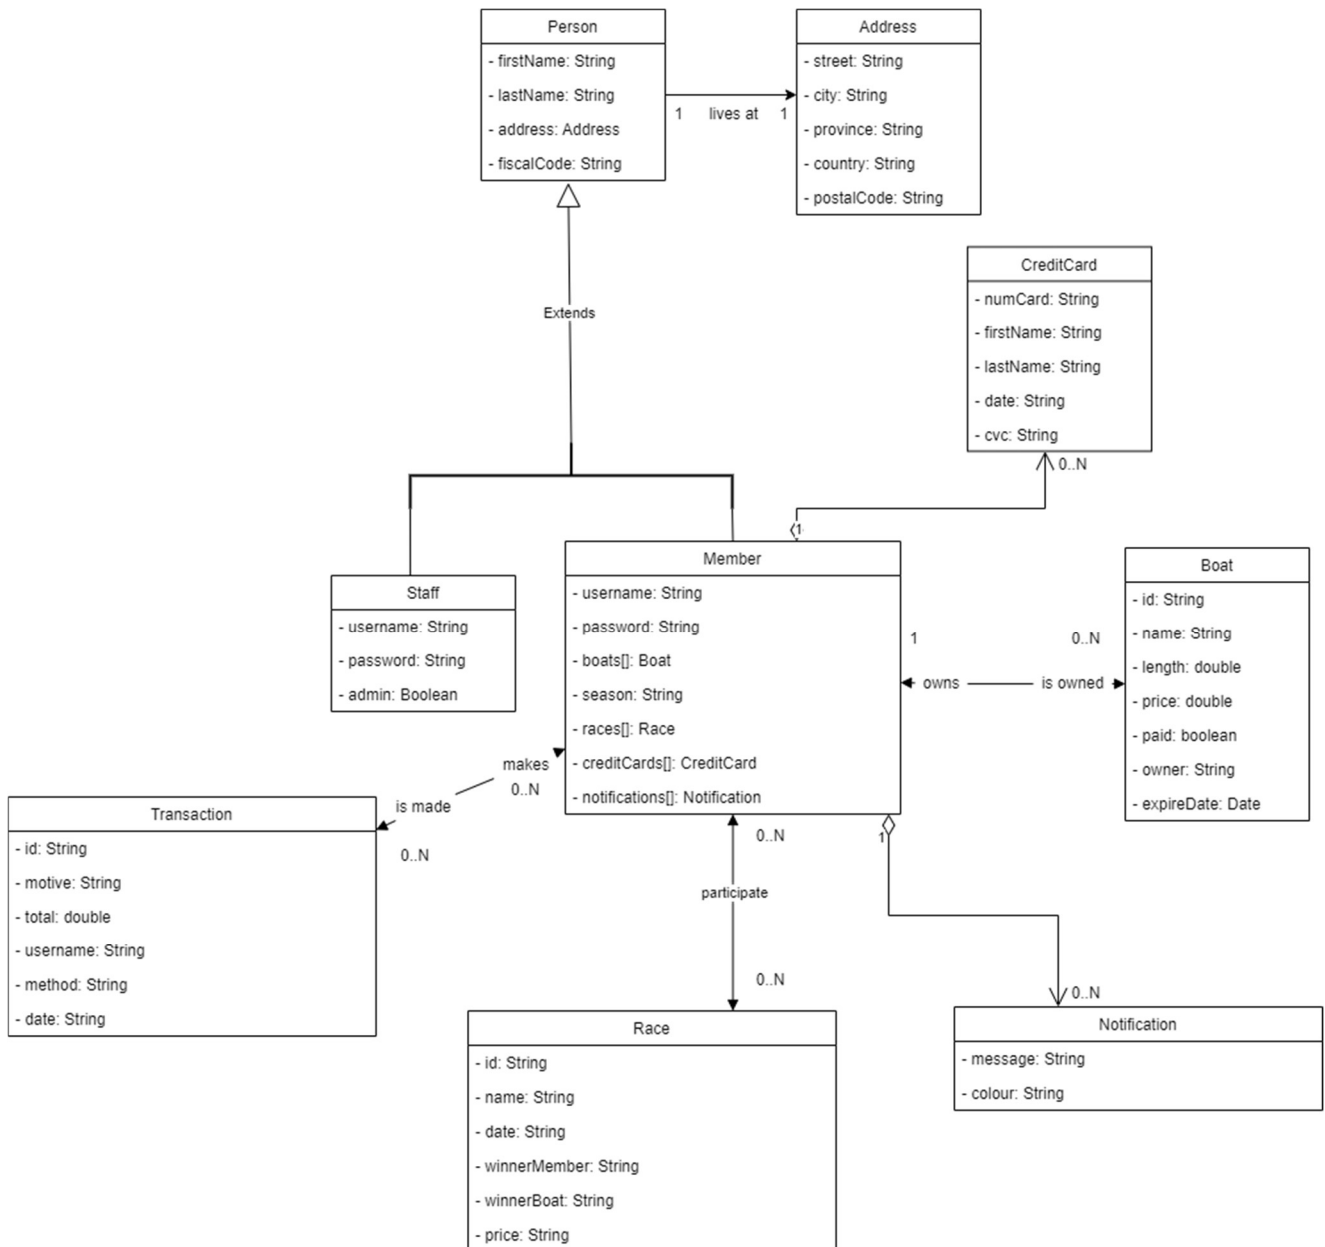 Person
- firstName: String
- lastName: String
- address: Address
- fiscalCode: String
1 lives at 1
Address
- street: String
- city: String
- province: String
- country: String
- postalCode: String
Extends
CreditCard
- numCard: String
- firstName: String
- lastName: String
- date: String
- cvc: String
0..N
1
Staff
- username: String
- password: String
- admin: Boolean
Member
- username: String
- password: String
- boats[]: Boat
- season: String
- races[]: Race
- creditCards[]: CreditCard
- notifications[]: Notification
1 0..N
owns is owned
Boat
- id: String
- name: String
- length: double
- price: double
- paid: boolean
- owner: String
- expireDate: Date
makes
0..N
is made
0..N
Transaction
- id: String
- motive: String
- total: double
- username: String
- method: String
- date: String
0..N
participate
0..N
1
0..N
Race
- id: String
- name: String
- date: String
- winnerMember: String
- winnerBoat: String
- price: String
Notification
- message: String
- colour: String